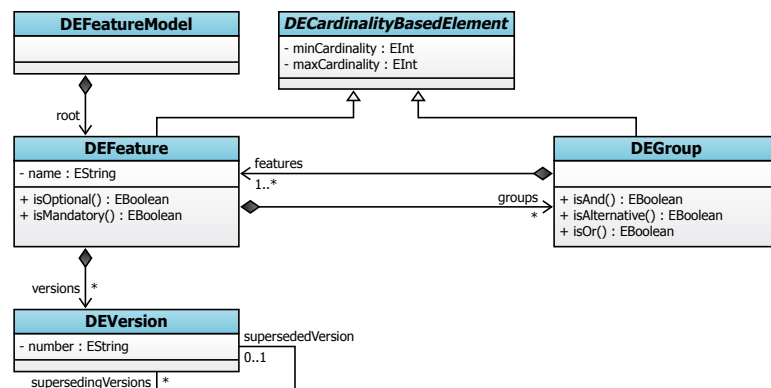 DEFeatureModel
DECardinalityBasedElement
- minCardinality : EInt
- maxCardinality : EInt
root
DEFeature
- name : EString
+ isOptional() : EBoolean
+ isMandatory() : EBoolean
features
1..*
groups
*
DEGroup
+ isAnd() : EBoolean
+ isAlternative() : EBoolean
+ isOr() : EBoolean
versions
*
DEVersion
- number : EString
supersededVersion
0..1
supersedingVersions
*